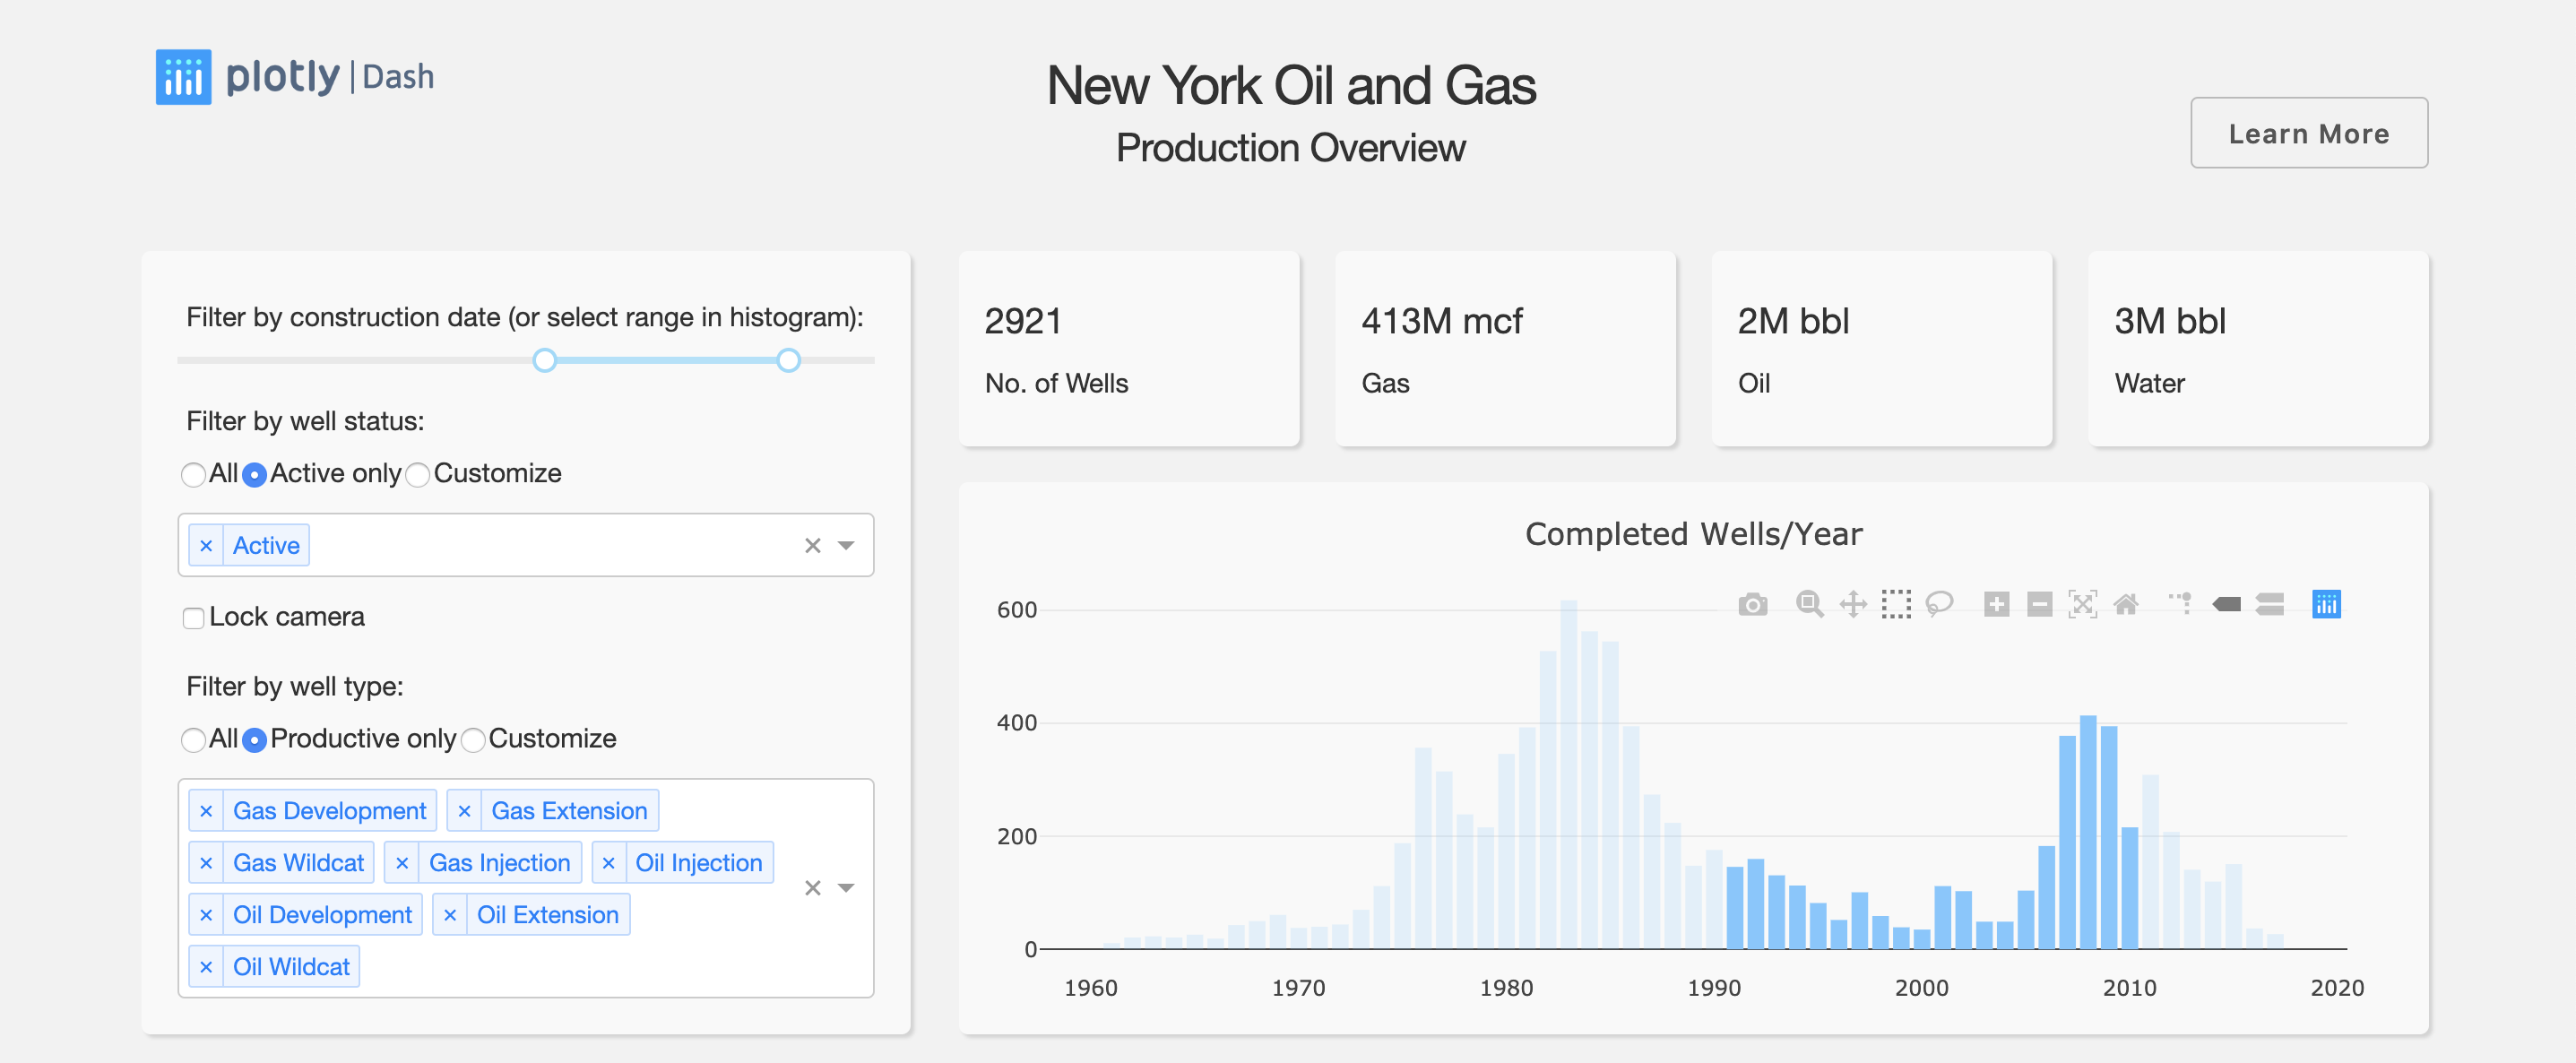 plotly | Dash
New York Oil and Gas
Production Overview
Learn More
Filter by construction date (or select range in histogram):
Filter by well status:
All Active only Customize
× Active
Lock camera
Filter by well type:
All Productive only Customize
× Gas Development × Gas Extension
× Gas Wildcat × Gas Injection × Oil Injection
× Oil Development × Oil Extension
× Oil Wildcat
2921
No. of Wells
413M mcf
Gas
2M bbl
Oil
3M bbl
Water
Completed Wells/Year
600
400
200
0
1960 1970 1980 1990 2000 2010 2020